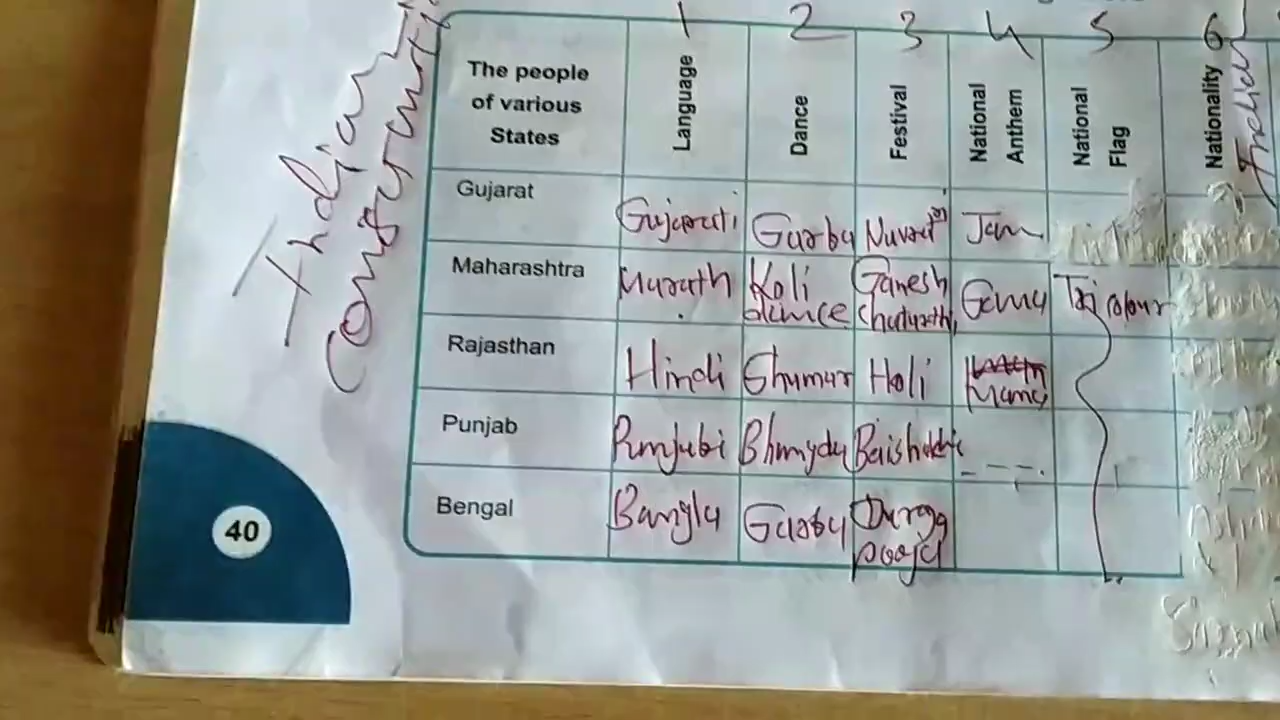 1 2 3 4 5 6
The people
of various
States
Language
Dance
Festival
National
Anthem
National
Flag
Nationality
Indian
Indian
Gujarat
Gujarati Garba Navratri Jan
Maharashtra
Marath Koli
dance
Ganesh
Chaturthi
Gana Tricolour
Rajasthan
Hindi Ghumar Holi Mana
Punjab
Punjabi Bhangda Baishakhi
Bengal
Bangla Garba Durga
pooja
40